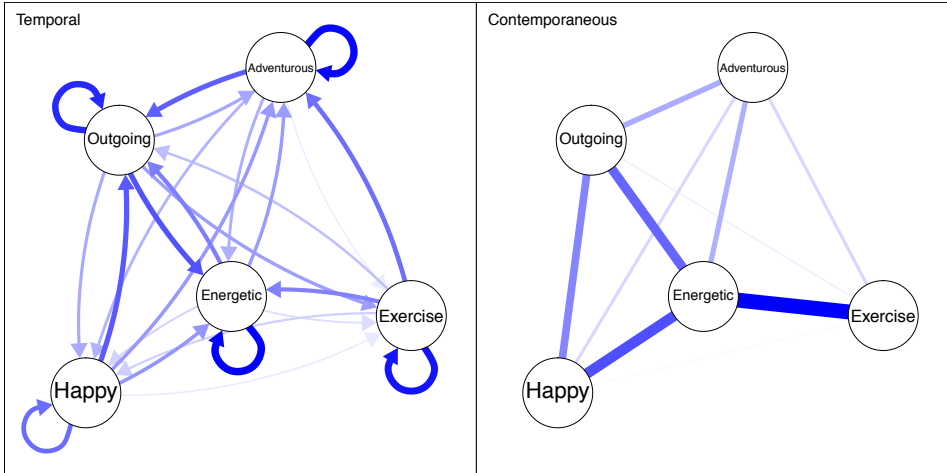 Temporal
Adventurous
Outgoing
Energetic
Exercise
Happy
Contemporaneous
Adventurous
Outgoing
Energetic
Exercise
Happy